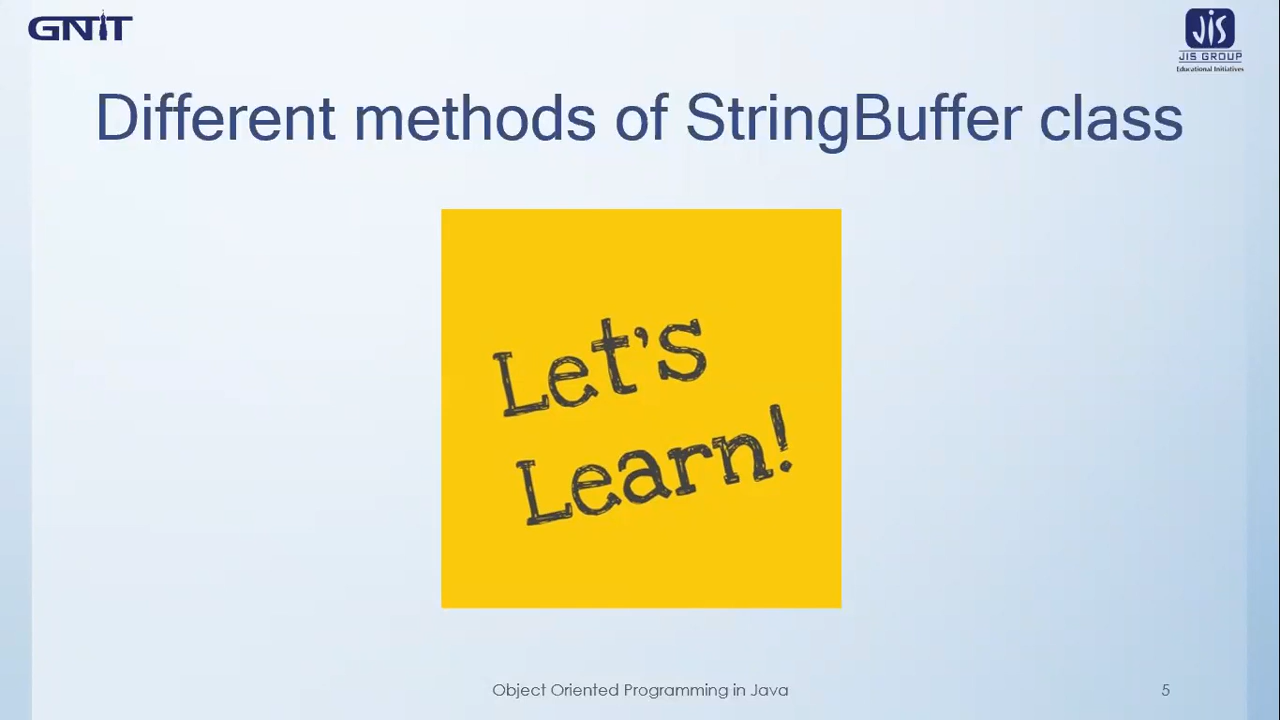 GNIT
JIS
JIS GROUP
Educational Initiatives
Different methods of StringBuffer class
Let's
Learn!
Object Oriented Programming in Java
5